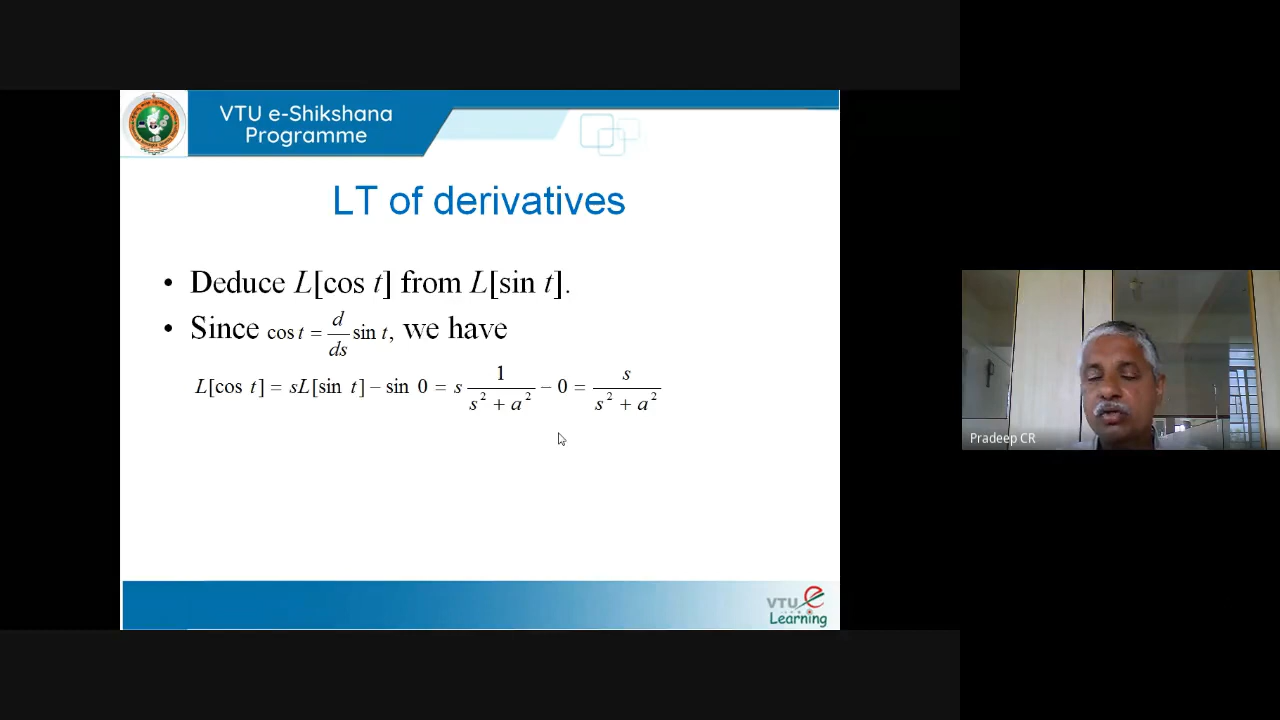 VTU e-Shikshana
Programme
LT of derivatives
• Deduce L[cos t] from L[sin t].
• Since cos t = d/ds sin t, we have
L[cos t] = sL[sin t] − sin 0 = s 1/(s² + a²) − 0 = s/(s² + a²)
Pradeep CR
VTU e
Learning